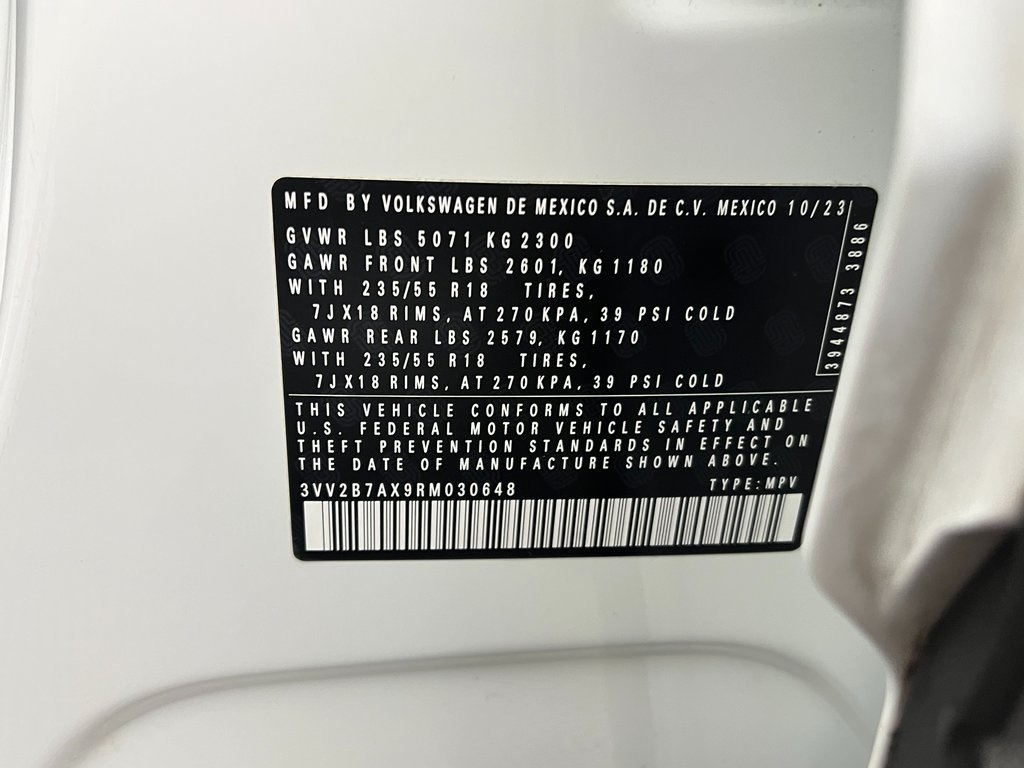 MFD BY VOLKSWAGEN DE MEXICO S.A. DE C.V. MEXICO 10/23
GVWR LBS 5071 KG 2300
GAWR FRONT LBS 2601, KG 1180
WITH 235/55 R18 TIRES,
7JX18 RIMS, AT 270 KPA, 39 PSI COLD
GAWR REAR LBS 2579, KG 1170
WITH 235/55 R18 TIRES,
7JX18 RIMS, AT 270 KPA, 39 PSI COLD
3944873 3886
THIS VEHICLE CONFORMS TO ALL APPLICABLE
U.S. FEDERAL MOTOR VEHICLE SAFETY AND
THEFT PREVENTION STANDARDS IN EFFECT ON
THE DATE OF MANUFACTURE SHOWN ABOVE.
3VV2B7AX9RM030648 TYPE: MPV